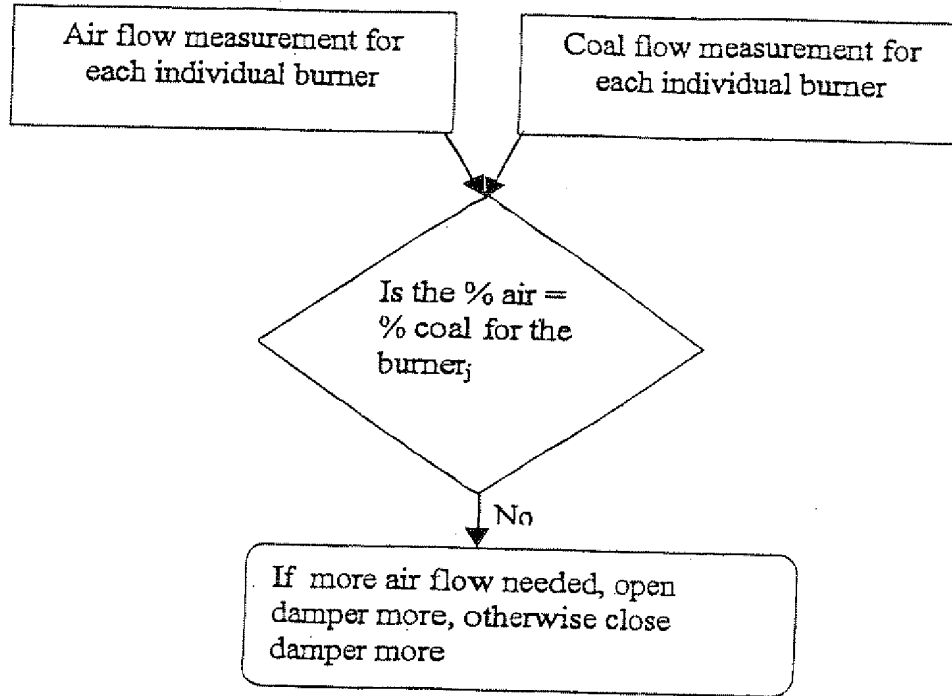 Air flow measurement for
each individual burner
Coal flow measurement for
each individual burner
Is the % air =
% coal for the
burnerj
No
If more air flow needed, open
damper more, otherwise close
damper more